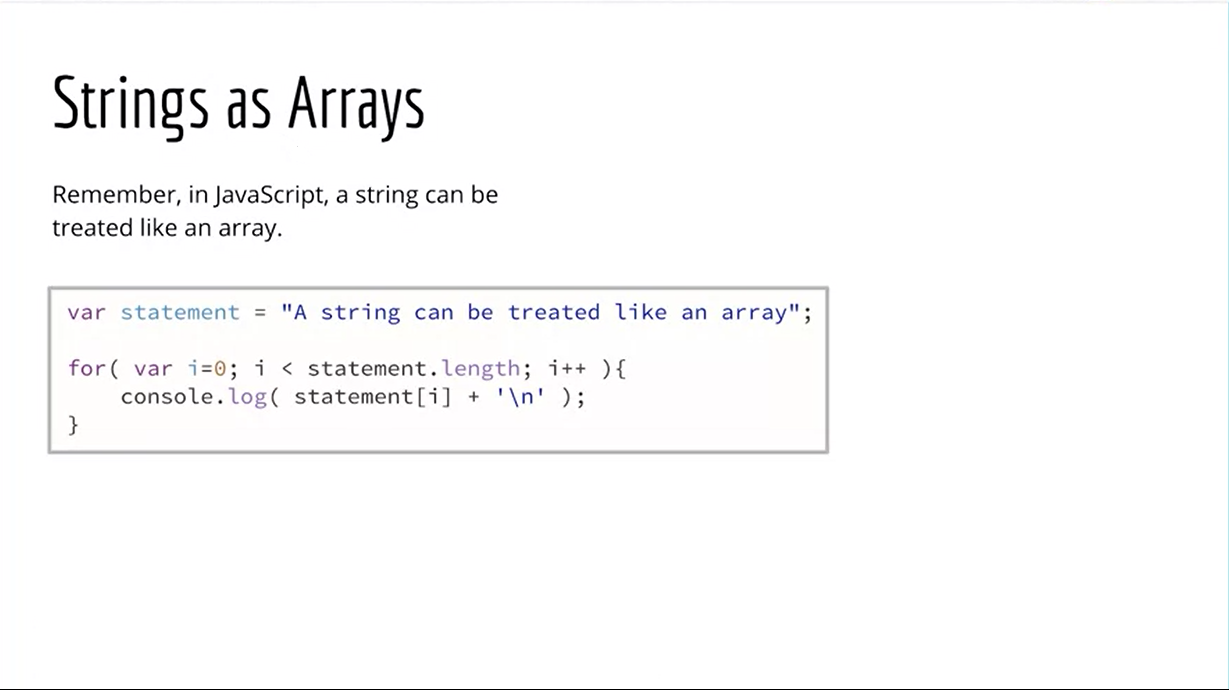 Strings as Arrays
Remember, in JavaScript, a string can be
treated like an array.
var statement = "A string can be treated like an array";
for( var i=0; i < statement.length; i++ ){
    console.log( statement[i] + '\n' );
}